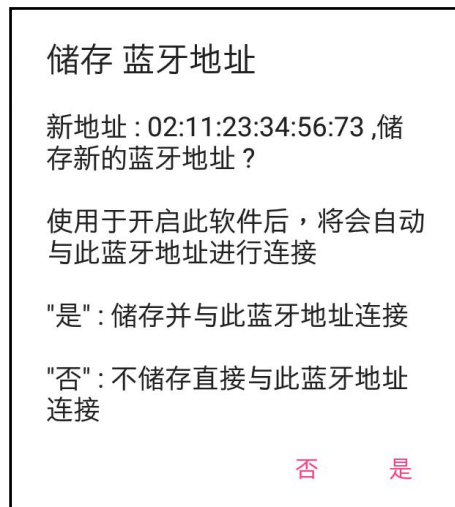 储存 蓝牙地址
新地址 : 02:11:23:34:56:73 ,储
存新的蓝牙地址 ?
使用于开启此软件后，将会自动
与此蓝牙地址进行连接
"是" : 储存并与此蓝牙地址连接
"否" : 不储存直接与此蓝牙地址
连接
否 是